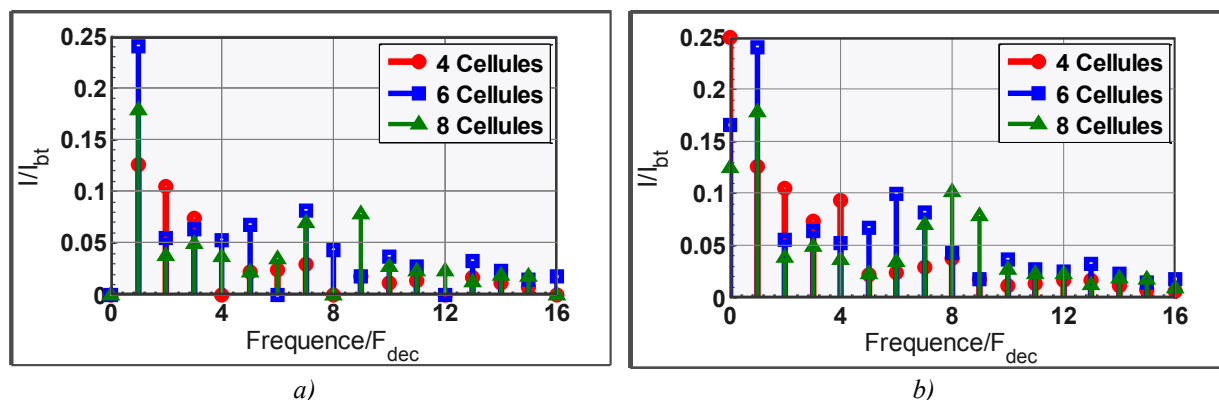 0.25
0.2
0.15
0.1
0.05
0
I/I_bt
4 Cellules
6 Cellules
8 Cellules
0 4 8 12 16
Frequence/F_dec
a)
0.25
0.2
0.15
0.1
0.05
0
I/I_bt
4 Cellules
6 Cellules
8 Cellules
0 4 8 12 16
Frequence/F_dec
b)